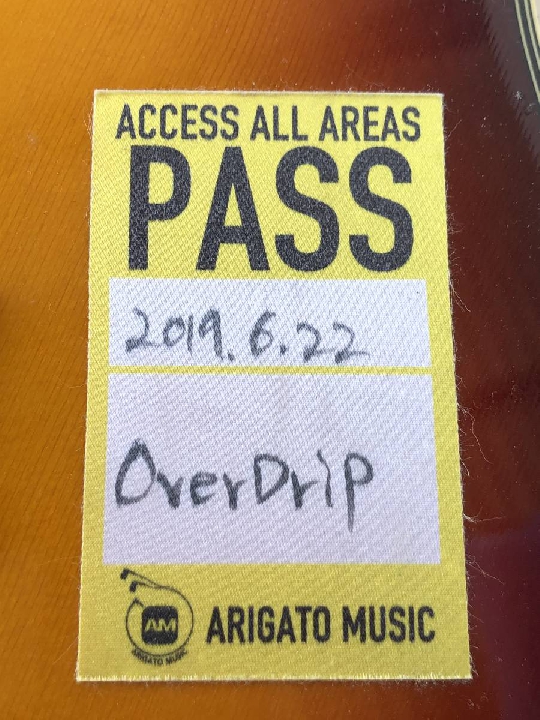 ACCESS ALL AREAS
PASS
2019.6.22
OverDrip
AM
ARIGATO MUSIC
ARIGATO MUSIC